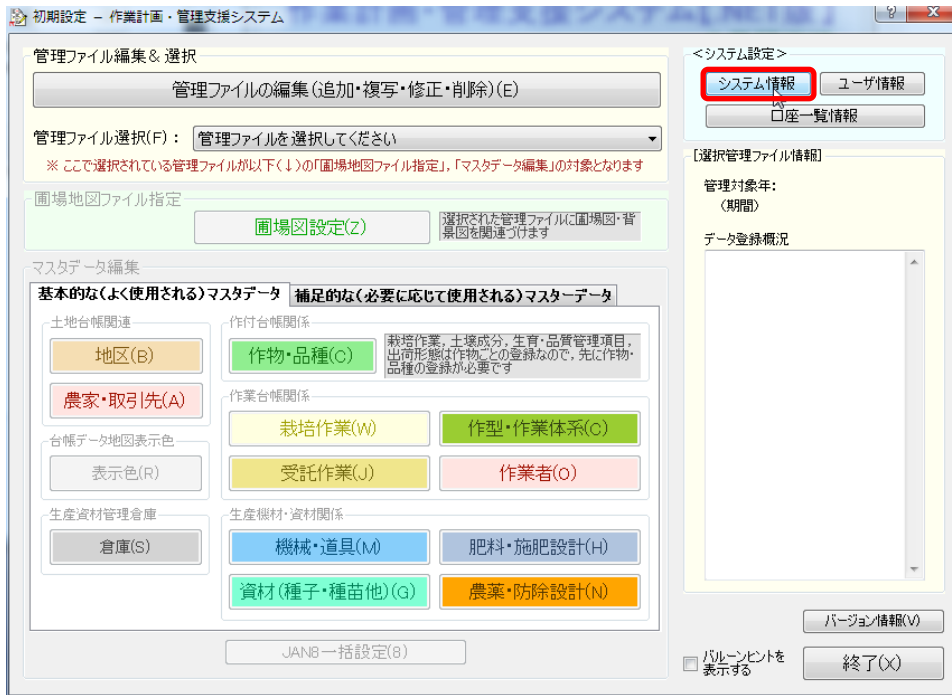 初期設定 － 作業計画・管理支援システム
管理ファイル編集＆選択
管理ファイルの編集(追加・複写・修正・削除)(E)
管理ファイル選択(F)：
管理ファイルを選択してください
※ ここで選択されている管理ファイルが以下(↓)の「圃場地図ファイル指定」,「マスタデータ編集」の対象となります
圃場地図ファイル指定
圃場図設定(Z)
選択された管理ファイルに圃場図・背
景図を関連づけます
マスタデータ編集
基本的な(よく使用される)マスタデータ
補足的な(必要に応じて使用される)マスターデータ
土地台帳関連
地区(B)
農家・取引先(A)
台帳データ地図表示色
表示色(R)
生産資材管理倉庫
倉庫(S)
作付台帳関係
作物・品種(C)
栽培作業,土壌成分,生育・品質管理項目,
出荷形態は作物ごとの登録なので,先に作物・
品種の登録が必要です
作業台帳関係
栽培作業(W)
作型・作業体系(C)
受託作業(J)
作業者(O)
生産機材・資材関係
機械・道具(M)
肥料・施肥設計(H)
資材(種子・種苗他)(G)
農薬・防除設計(N)
JAN8一括設定(8)
＜システム設定＞
システム情報
ユーザ情報
口座一覧情報
[選択管理ファイル情報]
管理対象年:
(期間)
データ登録概況
バージョン情報(V)
バルーンヒントを
表示する
終了(X)